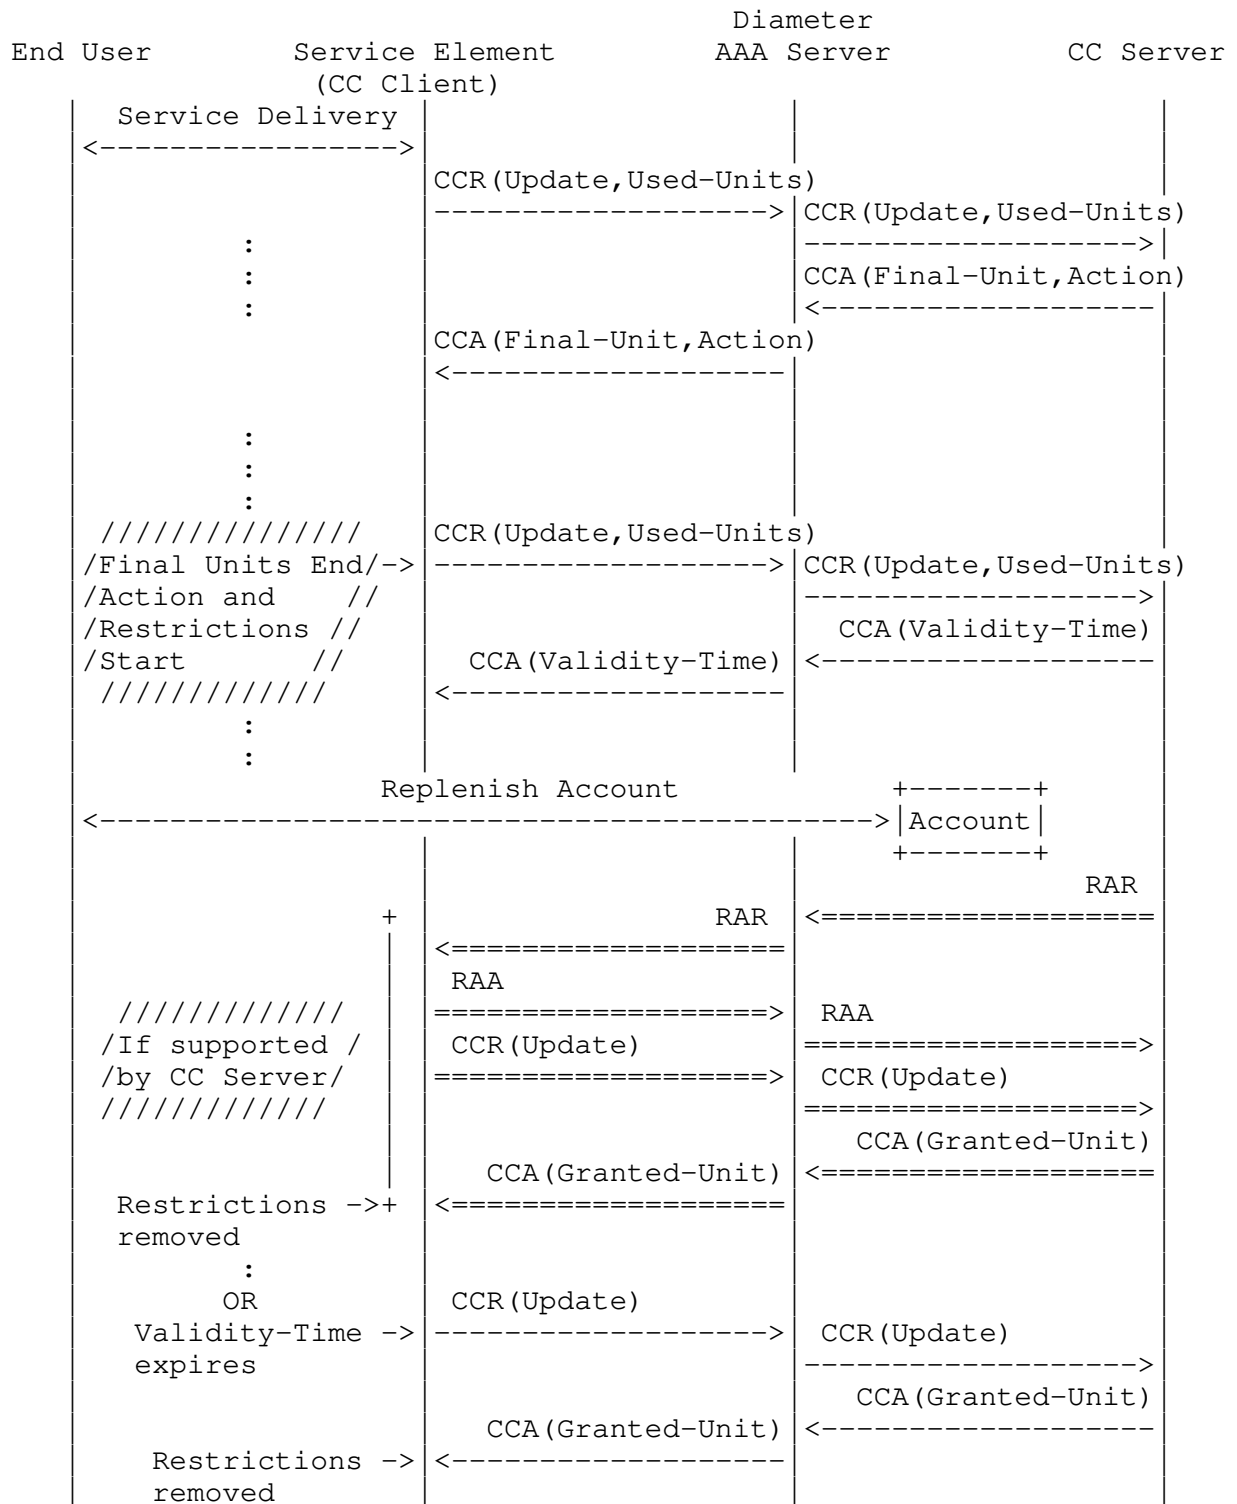 Diameter
End User Service Element AAA Server CC Server
(CC Client)
Service Delivery
CCR(Update,Used-Units)
CCR(Update,Used-Units)
:
: CCA(Final-Unit,Action)
:
CCA(Final-Unit,Action)
:
:
:
/////////////// CCR(Update,Used-Units)
/Final Units End/-> CCR(Update,Used-Units)
/Action and //
/Restrictions // CCA(Validity-Time)
/Start // CCA(Validity-Time)
/////////////
:
:
Replenish Account +-------+
|Account|
+-------+
RAR
+ RAR
RAA
///////////// RAA
/If supported / CCR(Update)
/by CC Server/ CCR(Update)
/////////////
CCA(Granted-Unit)
CCA(Granted-Unit)
Restrictions ->+
removed
:
OR CCR(Update)
Validity-Time -> CCR(Update)
expires
CCA(Granted-Unit)
CCA(Granted-Unit)
Restrictions ->
removed